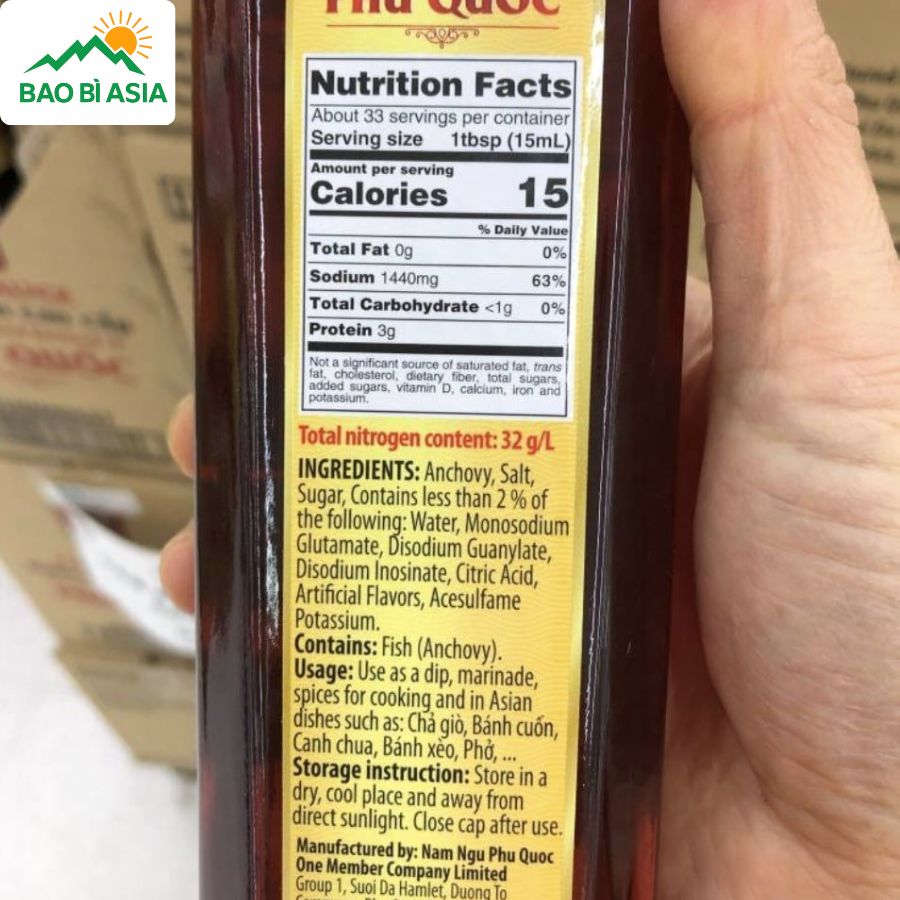 BAO BÌ ASIA
Phú Quốc
Nutrition Facts
About 33 servings per container
Serving size 1tbsp (15mL)
Amount per serving
Calories 15
% Daily Value
Total Fat 0g 0%
Sodium 1440mg 63%
Total Carbohydrate <1g 0%
Protein 3g
Not a significant source of saturated fat, trans
fat, cholesterol, dietary fiber, total sugars,
added sugars, vitamin D, calcium, iron and
potassium.
Total nitrogen content: 32 g/L
INGREDIENTS: Anchovy, Salt,
Sugar, Contains less than 2 % of
the following: Water, Monosodium
Glutamate, Disodium Guanylate,
Disodium Inosinate, Citric Acid,
Artificial Flavors, Acesulfame
Potassium.
Contains: Fish (Anchovy).
Usage: Use as a dip, marinade,
spices for cooking and in Asian
dishes such as: Chả giò, Bánh cuốn,
Canh chua, Bánh xèo, Phở, ...
Storage instruction: Store in a
dry, cool place and away from
direct sunlight. Close cap after use.
Manufactured by: Nam Ngu Phu Quoc
One Member Company Limited
Group 1, Suoi Da Hamlet, Duong To